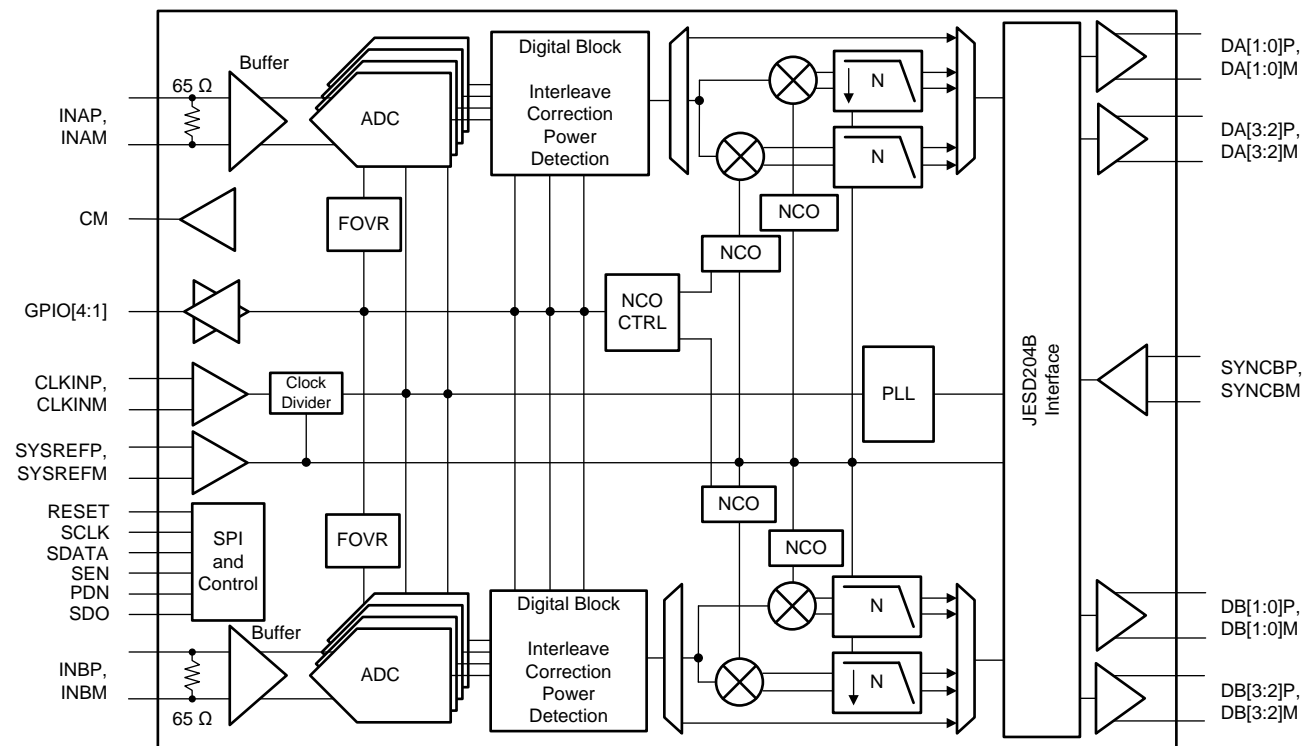 INAP,
INAM
65 Ω
Buffer
ADC
Digital Block
Interleave
Correction
Power
Detection
N
N
DA[1:0]P,
DA[1:0]M
DA[3:2]P,
DA[3:2]M
CM
FOVR
NCO
NCO
GPIO[4:1]
NCO
CTRL
CLKINP,
CLKINM
Clock
Divider
PLL
JESD204B
Interface
SYNCBP,
SYNCBM
SYSREFP,
SYSREFM
RESET
SCLK
SDATA
SEN
PDN
SDO
SPI
and
Control
FOVR
NCO
NCO
INBP,
INBM
65 Ω
Buffer
ADC
Digital Block
Interleave
Correction
Power
Detection
N
N
DB[1:0]P,
DB[1:0]M
DB[3:2]P,
DB[3:2]M